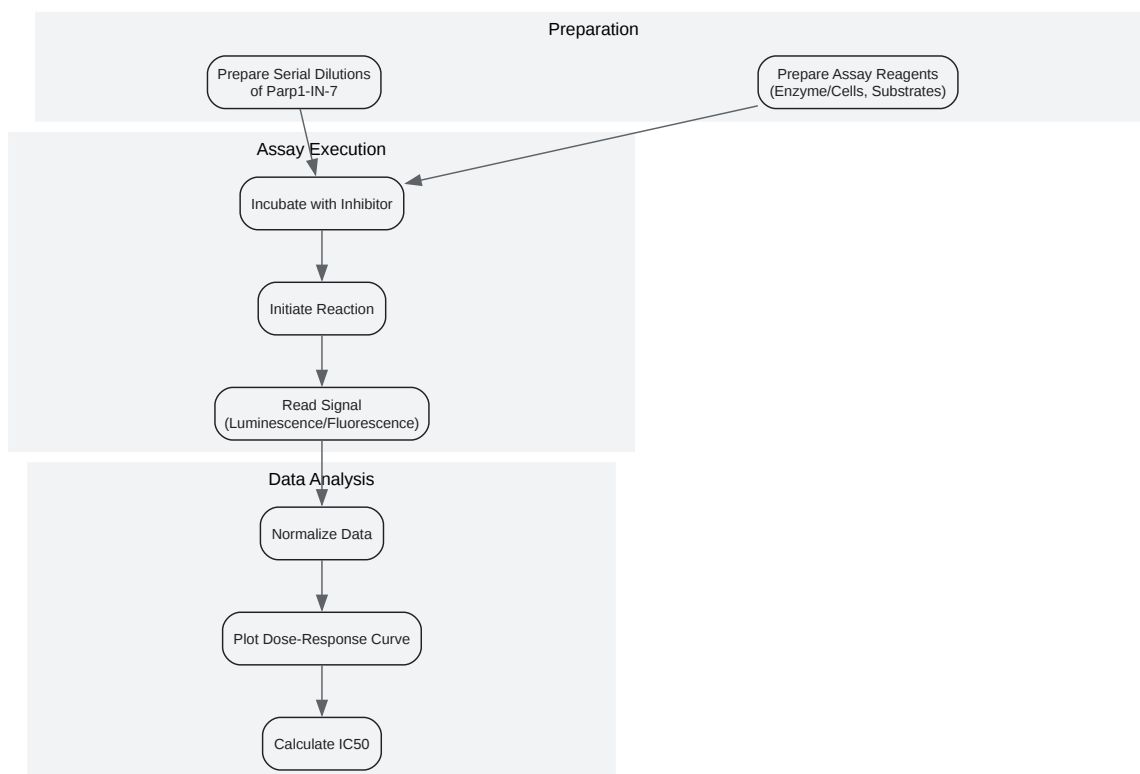 Preparation
Prepare Serial Dilutions
of Parp1-IN-7
Prepare Assay Reagents
(Enzyme/Cells, Substrates)
Assay Execution
Incubate with Inhibitor
Initiate Reaction
Read Signal
(Luminescence/Fluorescence)
Data Analysis
Normalize Data
Plot Dose-Response Curve
Calculate IC50